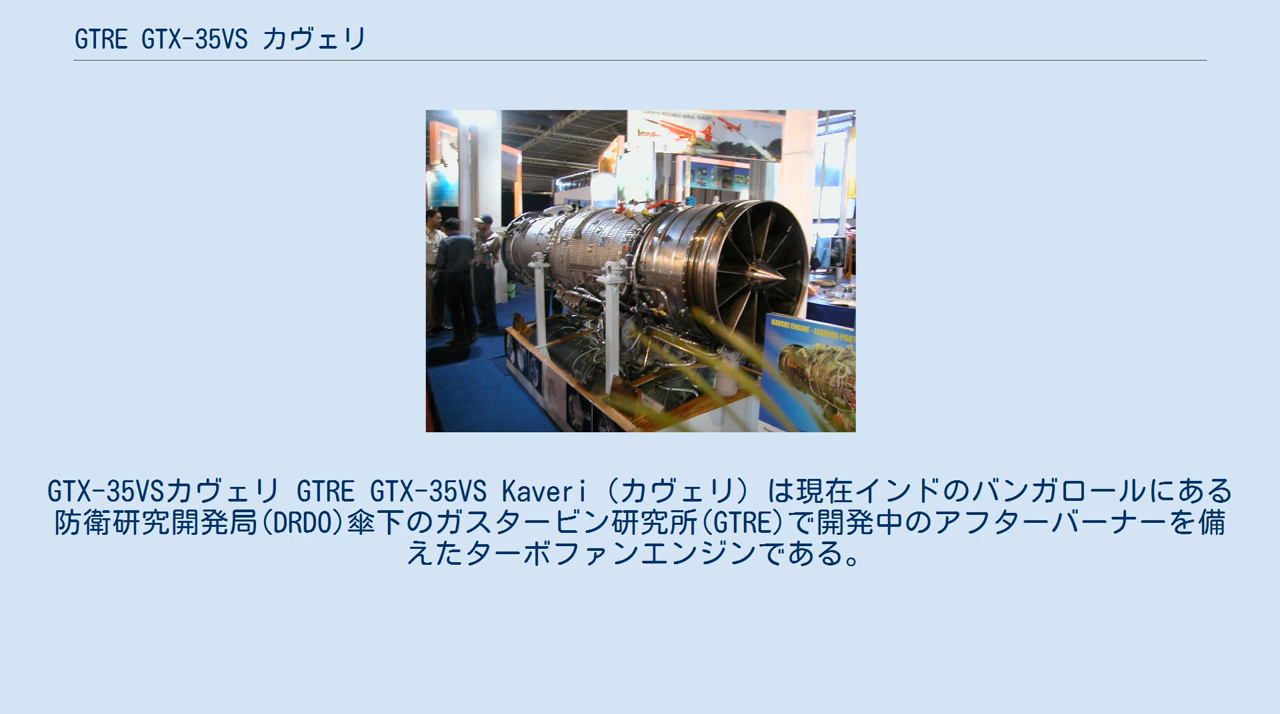 GTRE GTX-35VS カヴェリ
KAVERI ENGINE - 
GTX-35VSカヴェリ GTRE GTX-35VS Kaveri（カヴェリ）は現在インドのバンガロールにある
防衛研究開発局(DRDO)傘下のガスタービン研究所(GTRE)で開発中のアフターバーナーを備
えたターボファンエンジンである。